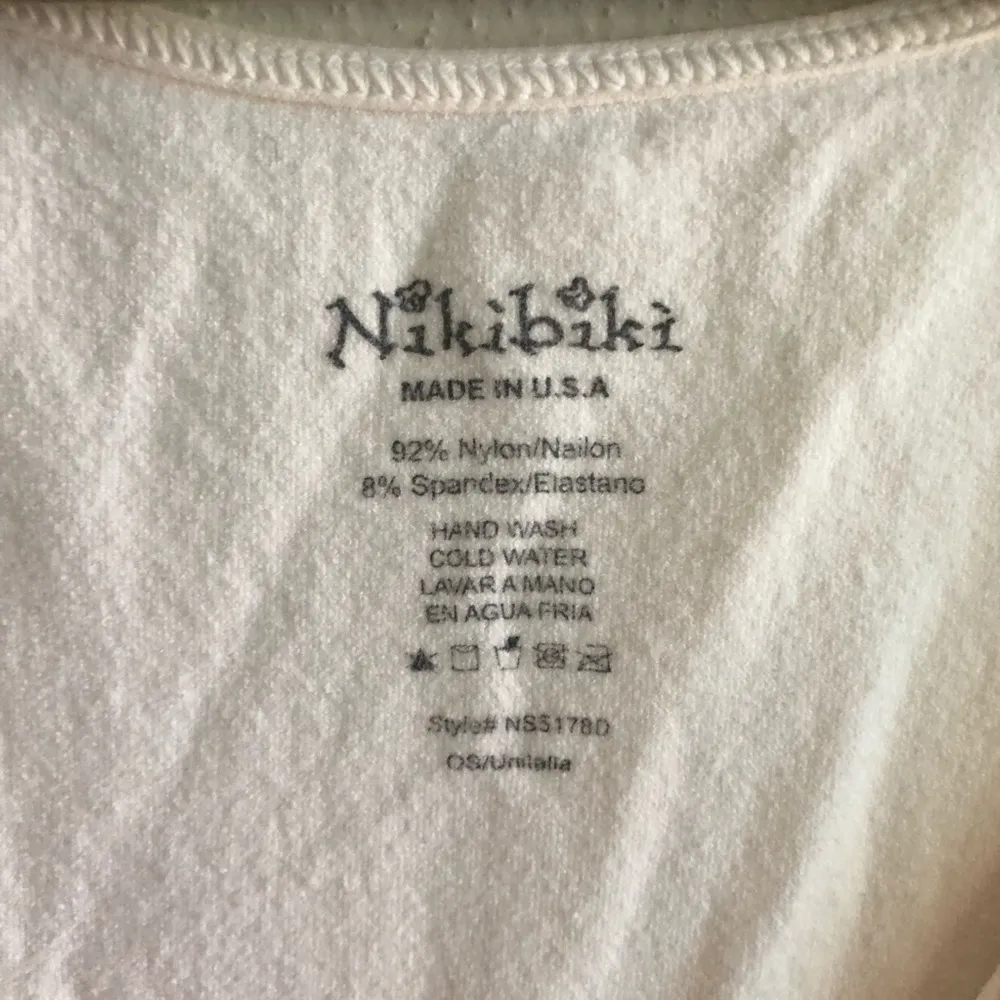 Nikibiki
MADE IN U.S.A
92% Nylon/Nailon
8% Spandex/Elastano
HAND WASH
COLD WATER
LAVAR A MANO
EN AGUA FRIA
Style# NS5178D
OS/Unitalla